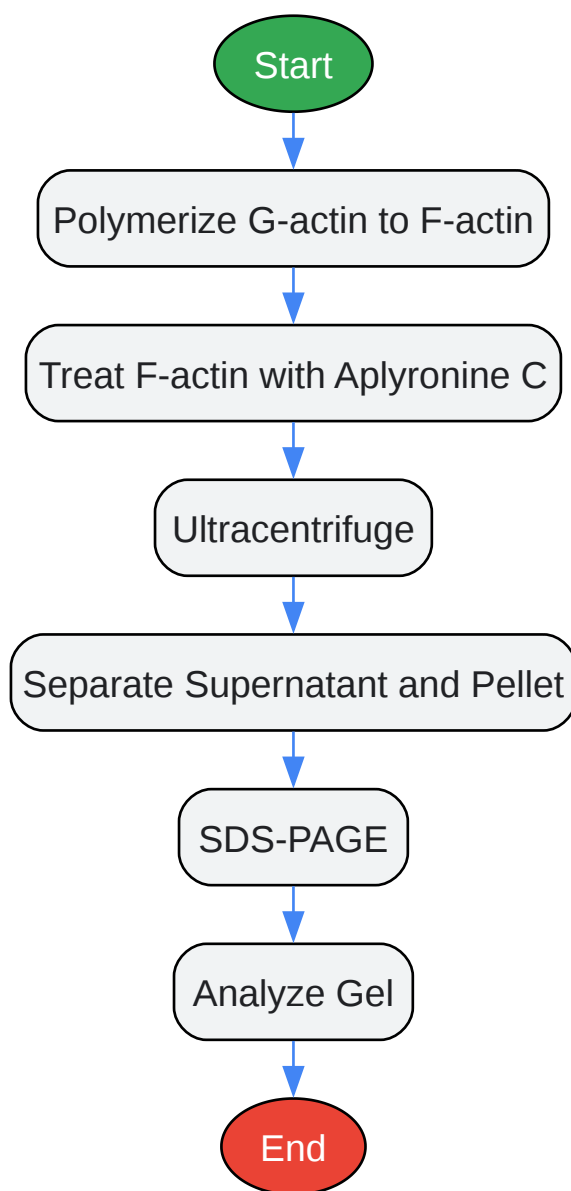 Start
Polymerize G-actin to F-actin
Treat F-actin with Aplyronine C
Ultracentrifuge
Separate Supernatant and Pellet
SDS-PAGE
Analyze Gel
End